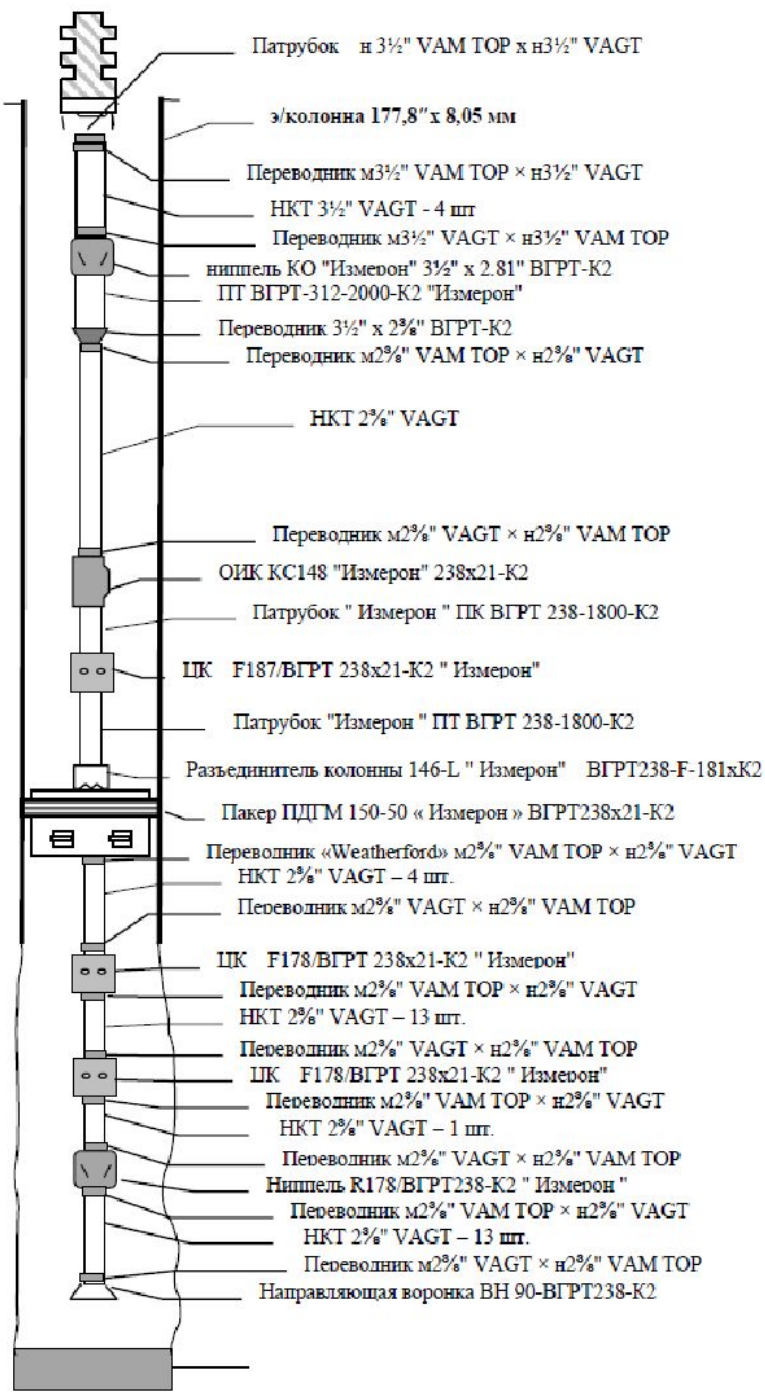 Патрубок н 3½" VAM TOP х н3½" VAGT
э/колонна 177,8″х 8,05 мм
Переводник м3½" VAM TOP × н3½" VAGT
НКТ 3½" VAGT - 4 шт
Переводник м3½" VAGT × н3½" VAM TOP
ниппель КО "Измерон" 3½" х 2.81" ВГРТ-К2
ПТ ВГРТ-312-2000-К2 "Измерон"
Переводник 3½" х 2⅜" ВГРТ-К2
Переводник м2⅜" VAM TOP × н2⅜" VAGT
НКТ 2⅜" VAGT
Переводник м2⅜" VAGT × н2⅜" VAM TOP
ОИК КС148 "Измерон" 238х21-К2
Патрубок " Измерон " ПК ВГРТ 238-1800-К2
ЦК F187/ВГРТ 238х21-К2 " Измерон"
Патрубок "Измерон " ПТ ВГРТ 238-1800-К2
Разъединитель колонны 146-L " Измерон" ВГРТ238-F-181хК2
Пакер ПДГМ 150-50 « Измерон » ВГРТ238х21-К2
Переводник «Weatherford» м2⅜" VAM TOP × н2⅜" VAGT
НКТ 2⅜" VAGT – 4 шт.
Переводник м2⅜" VAGT × н2⅜" VAM TOP
ЦК F178/ВГРТ 238х21-К2 " Измерон"
Переводник м2⅜" VAM TOP × н2⅜" VAGT
НКТ 2⅜" VAGT – 13 шт.
Переводник м2⅜" VAGT × н2⅜" VAM TOP
ЦК F178/ВГРТ 238х21-К2 " Измерон"
Переводник м2⅜" VAM TOP × н2⅜" VAGT
НКТ 2⅜" VAGT – 1 шт.
Переводник м2⅜" VAGT × н2⅜" VAM TOP
Ниппель R178/ВГРТ238-К2 " Измерон "
Переводник м2⅜" VAM TOP × н2⅜" VAGT
НКТ 2⅜" VAGT – 13 шт.
Переводник м2⅜" VAGT × н2⅜" VAM TOP
Направляющая воронка ВН 90-ВГРТ238-К2